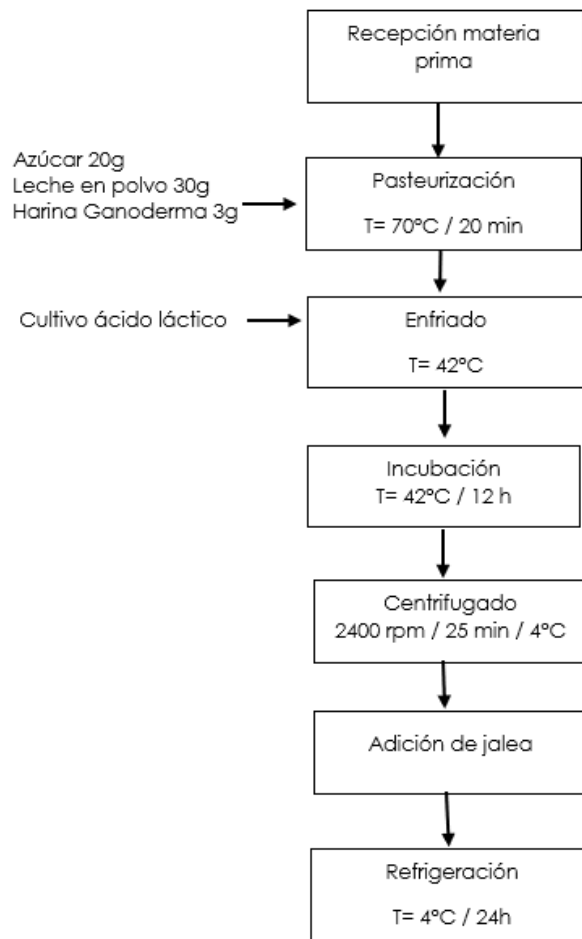 Recepción materia
prima
Azúcar 20g
Leche en polvo 30g
Harina Ganoderma 3g
Pasteurización
T= 70°C / 20 min
Cultivo ácido láctico
Enfriado
T= 42°C
Incubación
T= 42°C / 12 h
Centrifugado
2400 rpm / 25 min / 4°C
Adición de jalea
Refrigeración
T= 4°C / 24h